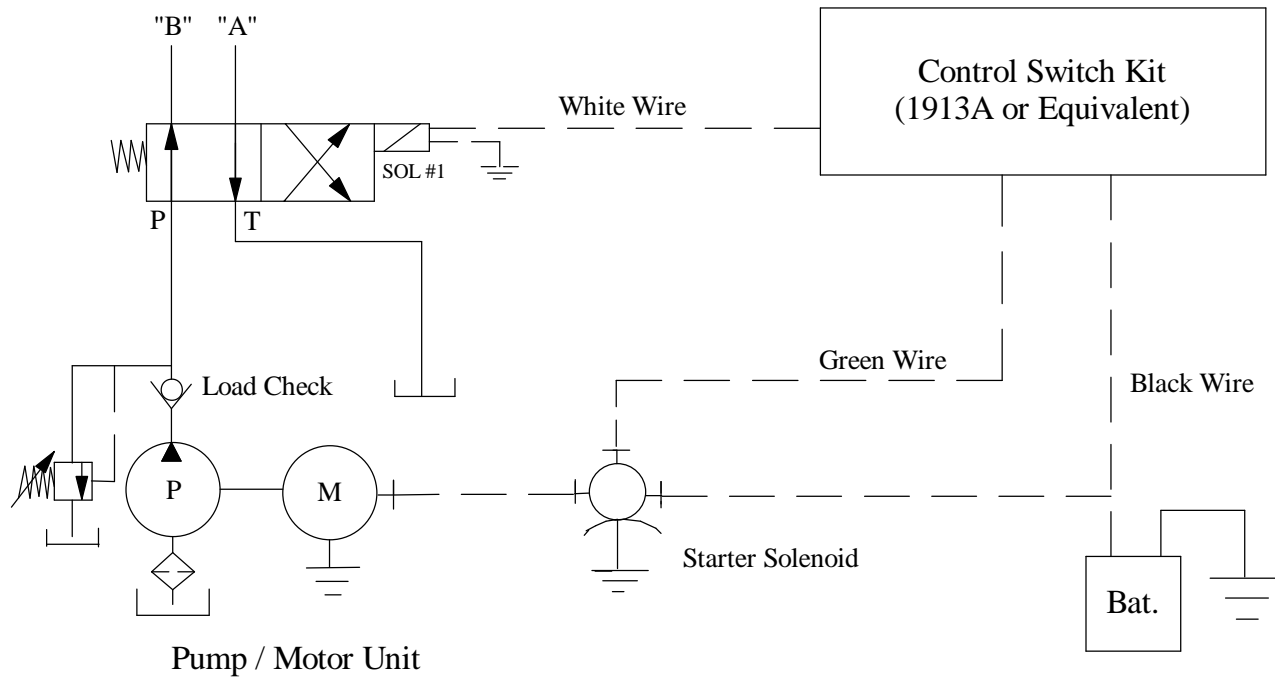 "B" "A"
Control Switch Kit
(1913A or Equivalent)
White Wire
SOL #1
P T
Green Wire
Load Check
Black Wire
P
M
Starter Solenoid
Bat.
Pump / Motor Unit